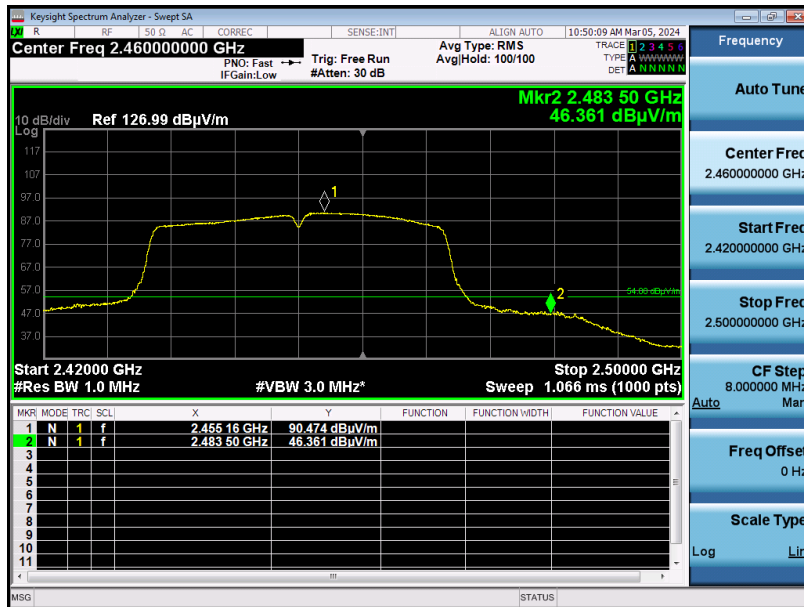 Keysight Spectrum Analyzer - Swept SA
LXI R RF 50 Ω AC CORREC SENSE:INT ALIGN AUTO 10:50:09 AM Mar 05, 2024
Center Freq 2.460000000 GHz
PNO: Fast
IFGain:Low
Trig: Free Run
#Atten: 30 dB
Avg Type: RMS
Avg|Hold: 100/100
TRACE 1 2 3 4 5 6
TYPE A WWWWW
DET A N N N N N
Mkr2 2.483 50 GHz
46.361 dBµV/m
10 dB/div Ref 126.99 dBµV/m
Log
117
107
97.0
87.0
77.0
67.0
57.0
47.0
37.0
1
2
54.00 dBµV/m
Start 2.42000 GHz Stop 2.50000 GHz
#Res BW 1.0 MHz #VBW 3.0 MHz* Sweep 1.066 ms (1000 pts)
MKR MODE TRC SCL X Y FUNCTION FUNCTION WIDTH FUNCTION VALUE
1 N 1 f 2.455 16 GHz 90.474 dBµV/m
2 N 1 f 2.483 50 GHz 46.361 dBµV/m
3
4
5
6
7
8
9
10
11
MSG STATUS
Frequency
Auto Tune
Center Freq
2.460000000 GHz
Start Freq
2.420000000 GHz
Stop Freq
2.500000000 GHz
CF Step
8.000000 MHz
Auto Man
Freq Offset
0 Hz
Scale Type
Log Lin